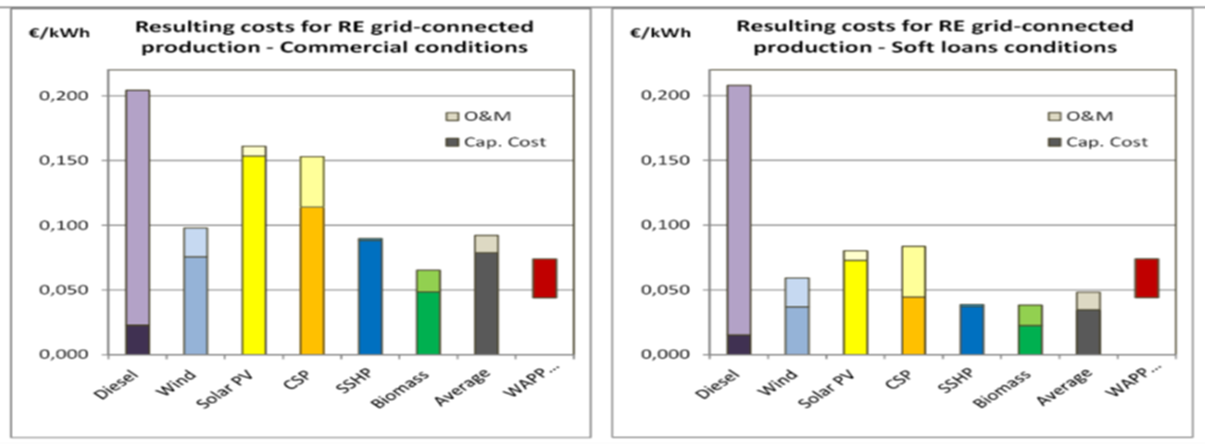 €/kWh
Resulting costs for RE grid-connected
production - Commercial conditions
0,200
0,150
0,100
0,050
0,000
O&M
Cap. Cost
Diesel
Wind
Solar PV
CSP
SSHP
Biomass
Average
WAPP...
€/kWh
Resulting costs for RE grid-connected
production - Soft loans conditions
0,200
0,150
0,100
0,050
0,000
O&M
Cap. Cost
Diesel
Wind
Solar PV
CSP
SSHP
Biomass
Average
WAPP...